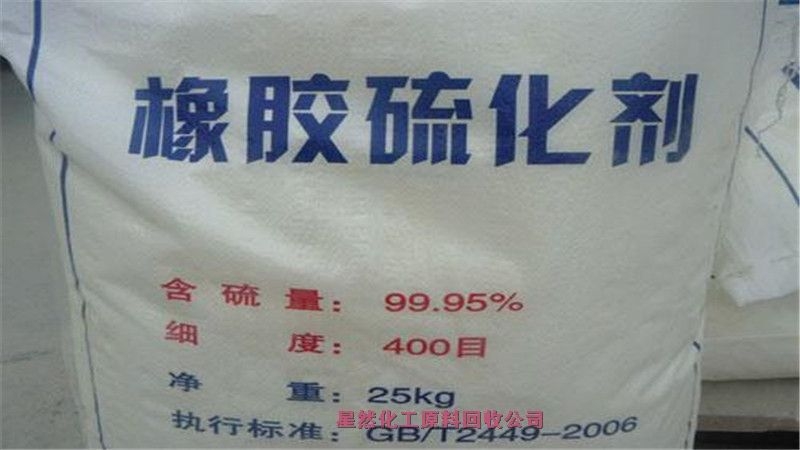 橡胶硫化剂
含硫量：99.95%
细度：400目
净重：25kg
星然化工原料回收公司
执行标准：GB/T2449-2006